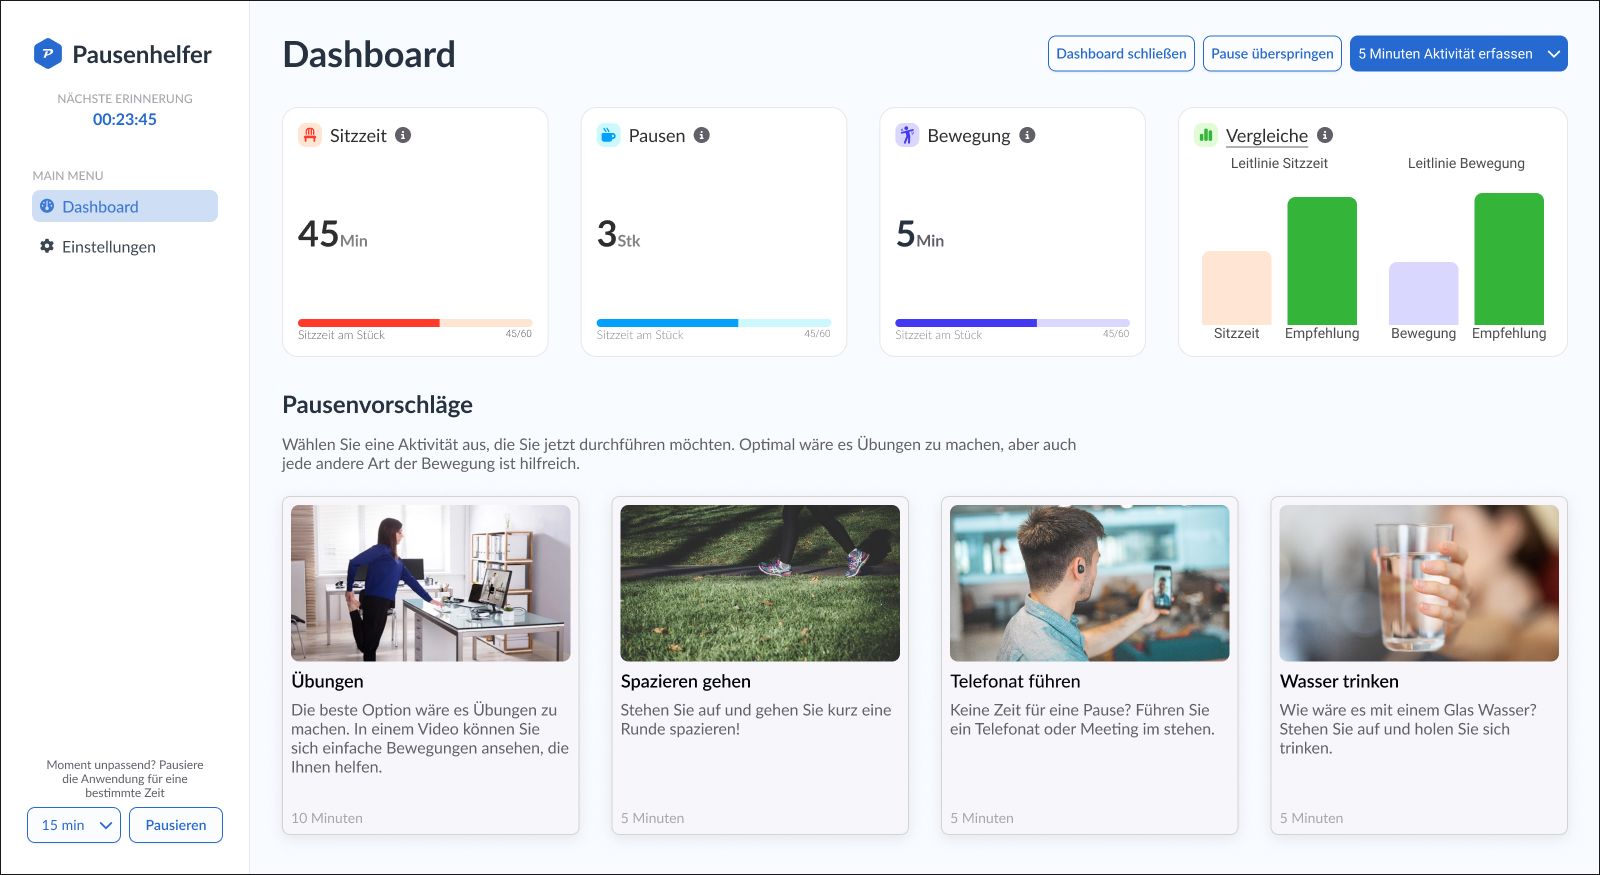 Pausenhelfer
NÄCHSTE ERINNERUNG
00:23:45
MAIN MENU
Dashboard
Einstellungen
Moment unpassend? Pausiere
die Anwendung für eine
bestimmte Zeit
15 min
Pausieren
Dashboard
Dashboard schließen
Pause überspringen
5 Minuten Aktivität erfassen
Sitzzeit
45Min
Sitzzeit am Stück
45/60
Pausen
3Stk
Sitzzeit am Stück
45/60
Bewegung
5Min
Sitzzeit am Stück
45/60
Vergleiche
Leitlinie Sitzzeit
Sitzzeit
Empfehlung
Leitlinie Bewegung
Bewegung
Empfehlung
Pausenvorschläge
Wählen Sie eine Aktivität aus, die Sie jetzt durchführen möchten. Optimal wäre es Übungen zu machen, aber auch
jede andere Art der Bewegung ist hilfreich.
Übungen
Die beste Option wäre es Übungen zu
machen. In einem Video können Sie
sich einfache Bewegungen ansehen, die
Ihnen helfen.
10 Minuten
Spazieren gehen
Stehen Sie auf und gehen Sie kurz eine
Runde spazieren!
5 Minuten
Telefonat führen
Keine Zeit für eine Pause? Führen Sie
ein Telefonat oder Meeting im stehen.
5 Minuten
Wasser trinken
Wie wäre es mit einem Glas Wasser?
Stehen Sie auf und holen Sie sich
trinken.
5 Minuten